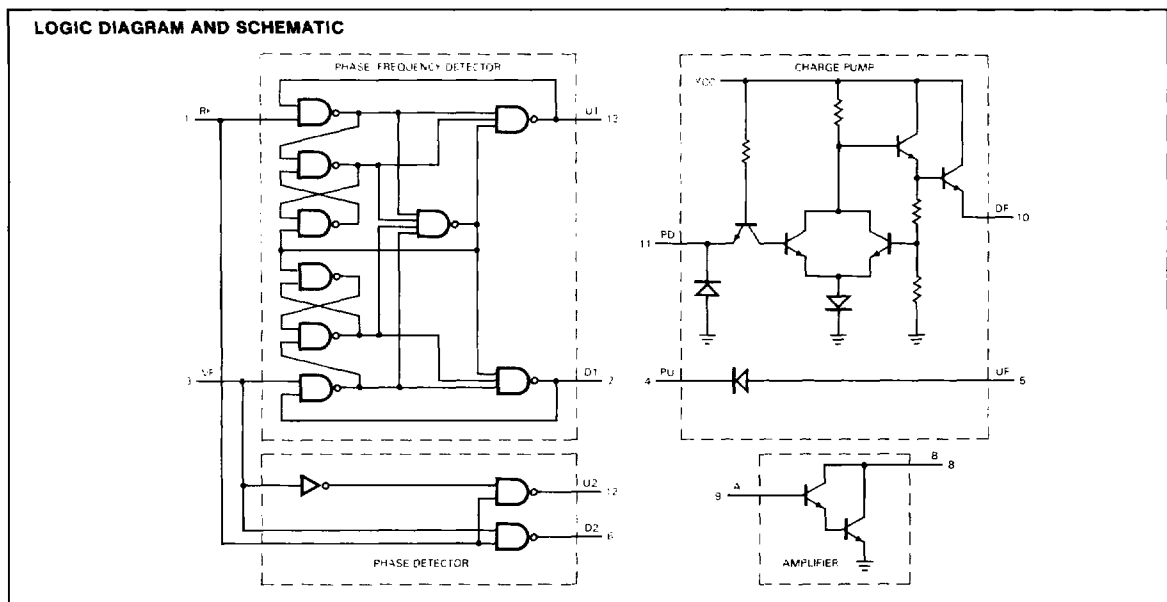 LOGIC DIAGRAM AND SCHEMATIC
PHASE FREQUENCY DETECTOR
1
U1
13
3
D1
2
U2
12
D2
6
PHASE DETECTOR
CHARGE PUMP
VCC
11 PD
DF
10
4 PU
UF
5
9 A
B
8
AMPLIFIER